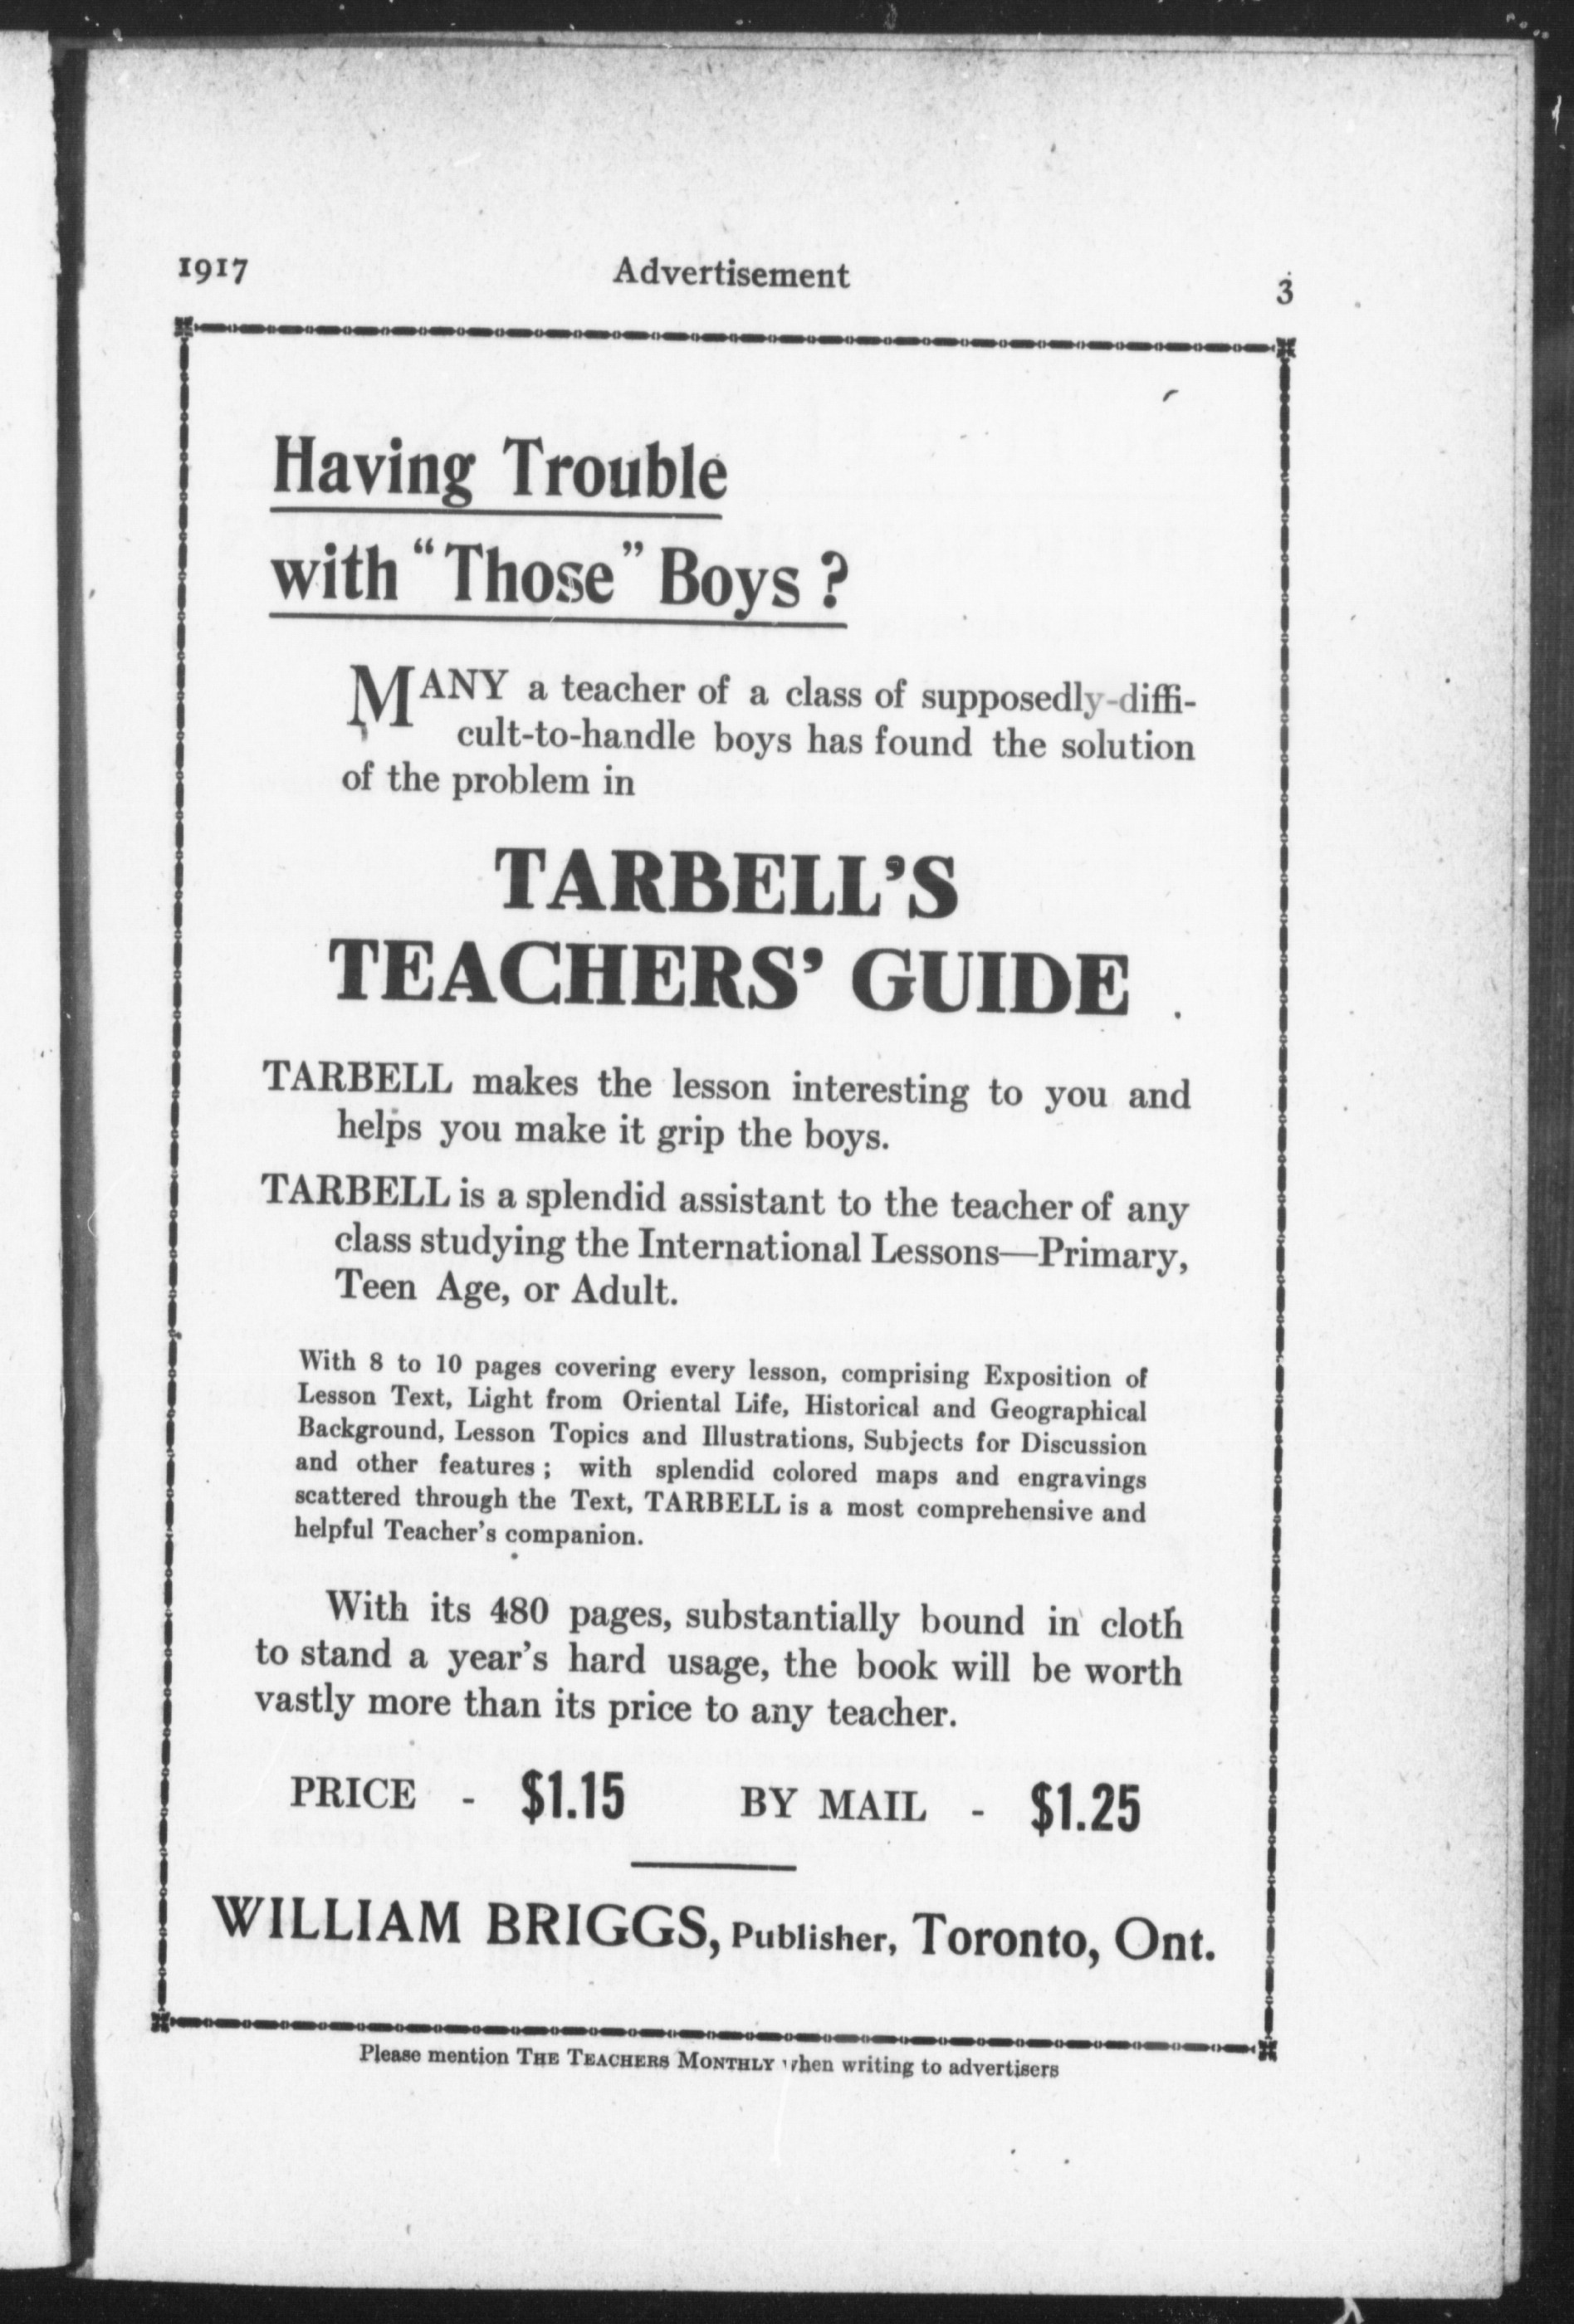 1917 Advertisement 3
Having Trouble
with "Those" Boys ?
MANY a teacher of a class of supposedly-diffi-
cult-to-handle boys has found the solution
of the problem in
TARBELL'S
TEACHERS' GUIDE
TARBELL makes the lesson interesting to you and
helps you make it grip the boys.
TARBELL is a splendid assistant to the teacher of any
class studying the International Lessons—Primary,
Teen Age, or Adult.
With 8 to 10 pages covering every lesson, comprising Exposition of
Lesson Text, Light from Oriental Life, Historical and Geographical
Background, Lesson Topics and Illustrations, Subjects for Discussion
and other features ; with splendid colored maps and engravings
scattered through the Text, TARBELL is a most comprehensive and
helpful Teacher's companion.
With its 480 pages, substantially bound in cloth
to stand a year's hard usage, the book will be worth
vastly more than its price to any teacher.
PRICE - $1.15 BY MAIL - $1.25
WILLIAM BRIGGS, Publisher, Toronto, Ont.
Please mention THE TEACHERS MONTHLY when writing to advertisers